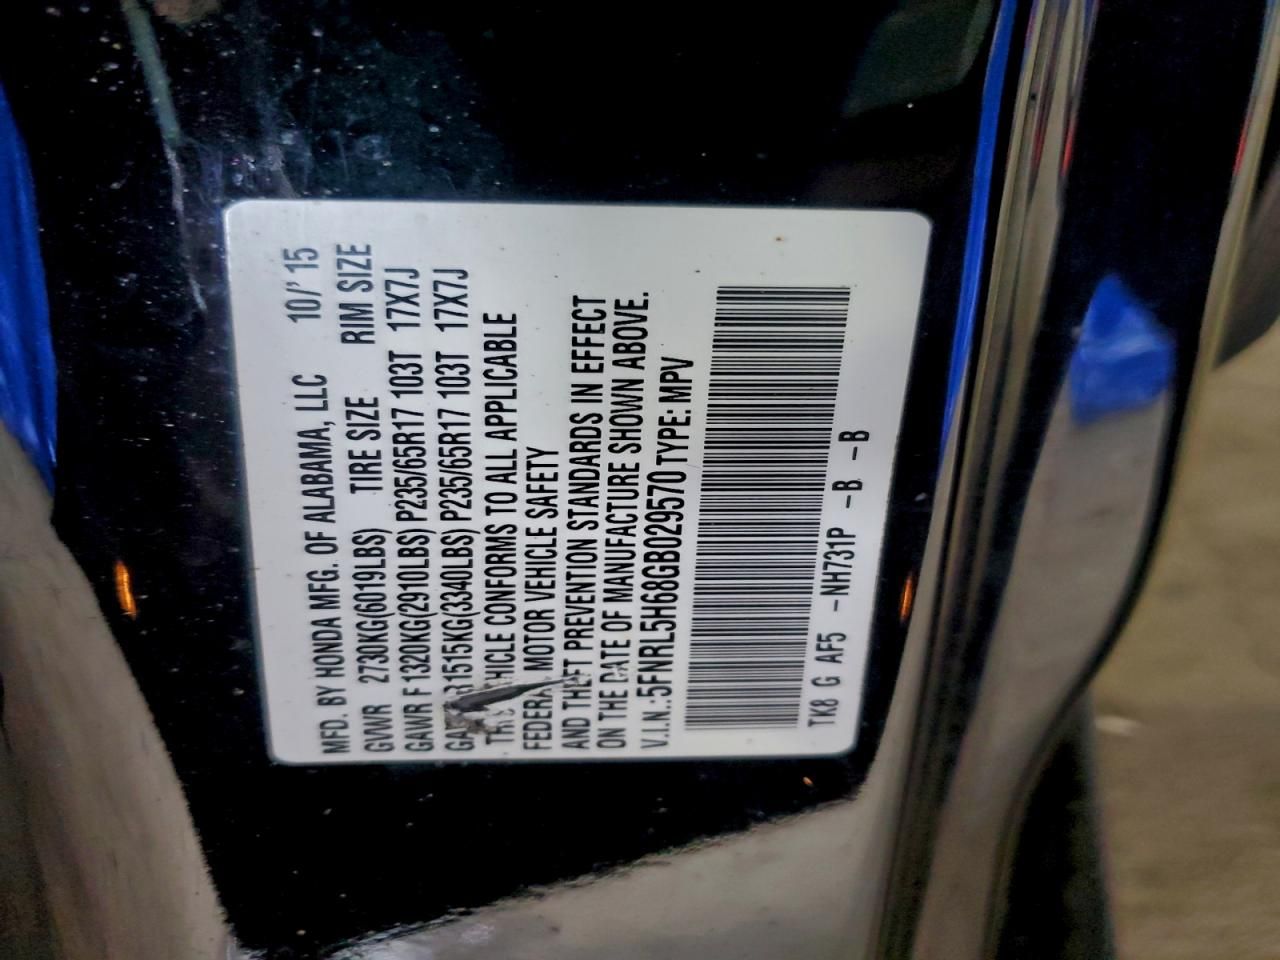 MFD. BY HONDA MFG. OF ALABAMA, LLC 10/'15
GVWR 2730KG(6019LBS) TIRE SIZE RIM SIZE
GAWR F 1320KG(2910LBS) P235/65R17 103T 17X7J
1515KG(3340LBS) P235/65R17 103T 17X7J
CONFORMS TO ALL APPLICABLE
FEDERAL MOTOR VEHICLE SAFETY
AND THEFT PREVENTION STANDARDS IN EFFECT
ON THE DATE OF MANUFACTURE SHOWN ABOVE.
V.I.N.:5FNRL5H68GB029570 TYPE: MPV
TK8 G AF5 -NH731P -B -B